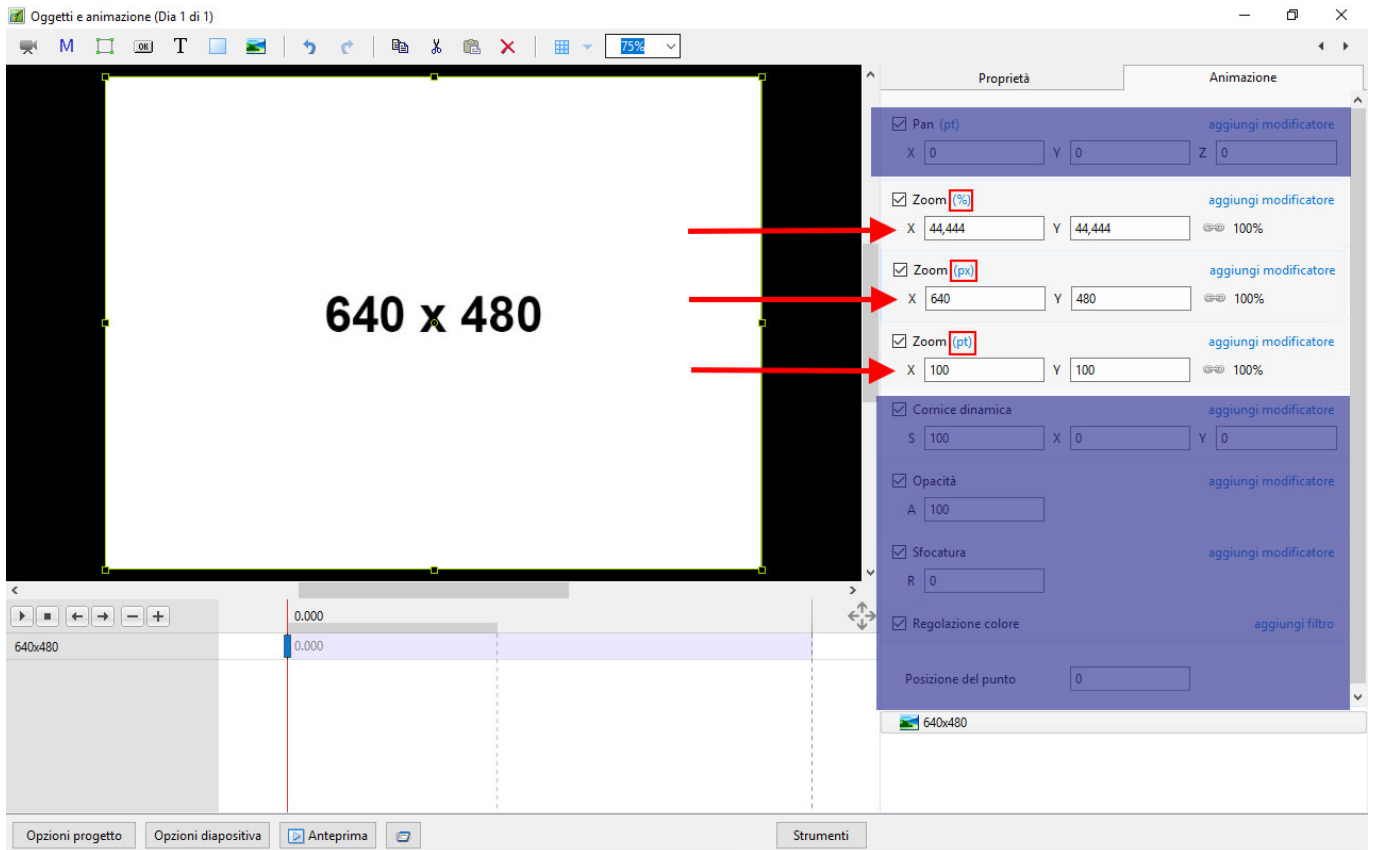 Oggetti e animazione (Dia 1 di 1)
M OK T 75%
Proprietà Animazione
Pan (pt) aggiungi modificatore
X 0 Y 0 Z 0
Zoom (%) aggiungi modificatore
X 44,444 Y 44,444 100%
Zoom (px) aggiungi modificatore
X 640 Y 480 100%
640 x 480
Zoom (pt) aggiungi modificatore
X 100 Y 100 100%
Cornice dinamica aggiungi modificatore
S 100 X 0 Y 0
Opacità aggiungi modificatore
A 100
Sfocatura aggiungi modificatore
R 0
0.000
Regolazione colore aggiungi filtro
640x480 0.000
Posizione del punto 0
640x480
Opzioni progetto Opzioni diapositiva Anteprima Strumenti